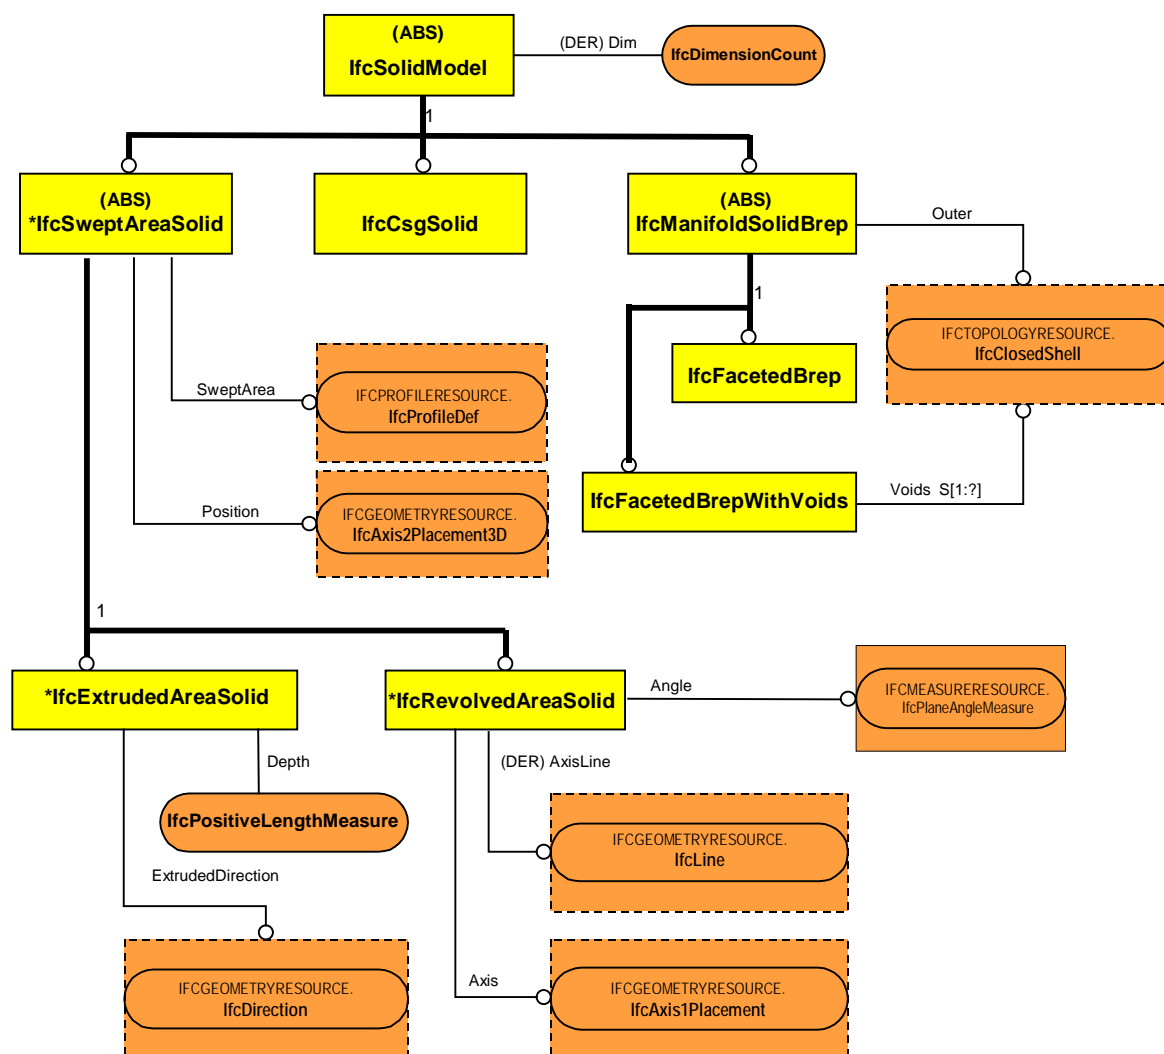 (ABS)
IfcSolidModel
(DER) Dim
IfcDimensionCount
1
(ABS)
*IfcSweptAreaSolid
IfcCsgSolid
(ABS)
IfcManifoldSolidBrep
Outer
1
IFCTOPOLOGYRESOURCE.
IfcClosedShell
IfcFacetedBrep
SweptArea
IFCPROFILERESOURCE.
IfcProfileDef
IfcFacetedBrepWithVoids
Voids S[1:?]
Position
IFCGEOMETRYRESOURCE.
IfcAxis2Placement3D
1
*IfcExtrudedAreaSolid
*IfcRevolvedAreaSolid
Angle
IFCMEASURERESOURCE.
IfcPlaneAngleMeasure
Depth
(DER) AxisLine
IfcPositiveLengthMeasure
IFCGEOMETRYRESOURCE.
IfcLine
ExtrudedDirection
IFCGEOMETRYRESOURCE.
IfcDirection
Axis
IFCGEOMETRYRESOURCE.
IfcAxis1Placement